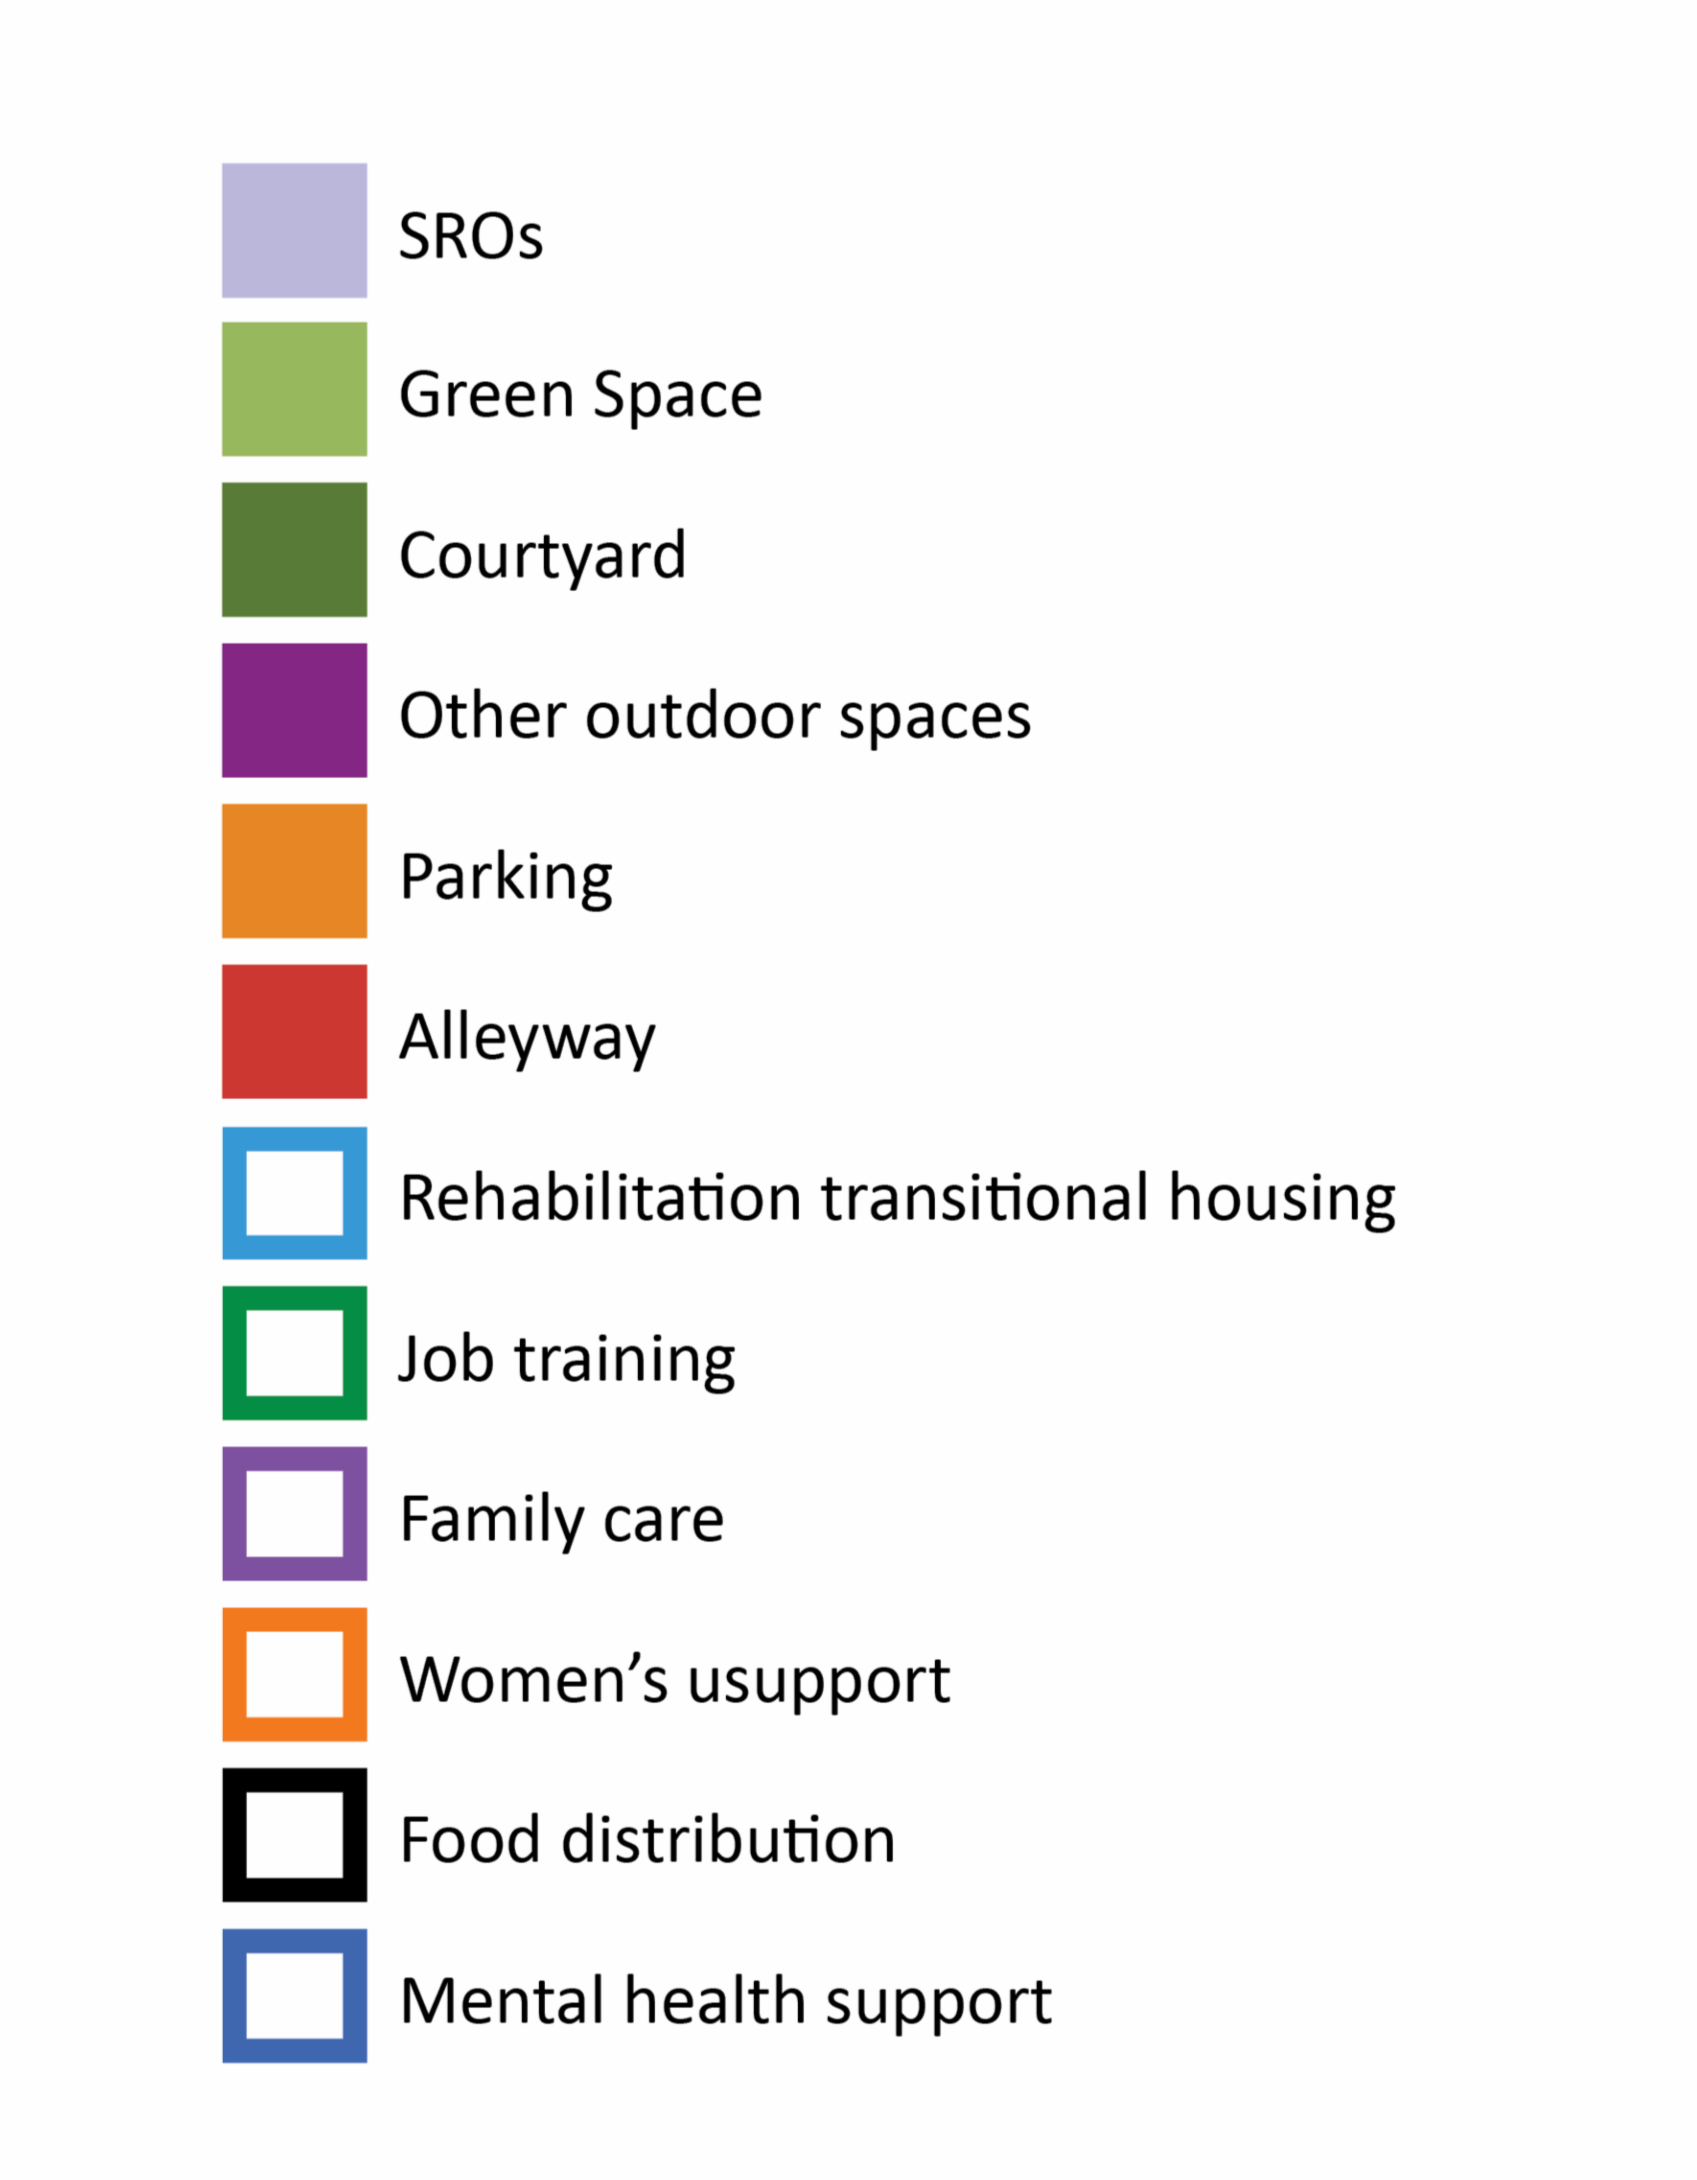 SROs
Green Space
Courtyard
Other outdoor spaces
Parking
Alleyway
Rehabilitation transitional housing
Job training
Family care
Women’s usupport
Food distribution
Mental health support